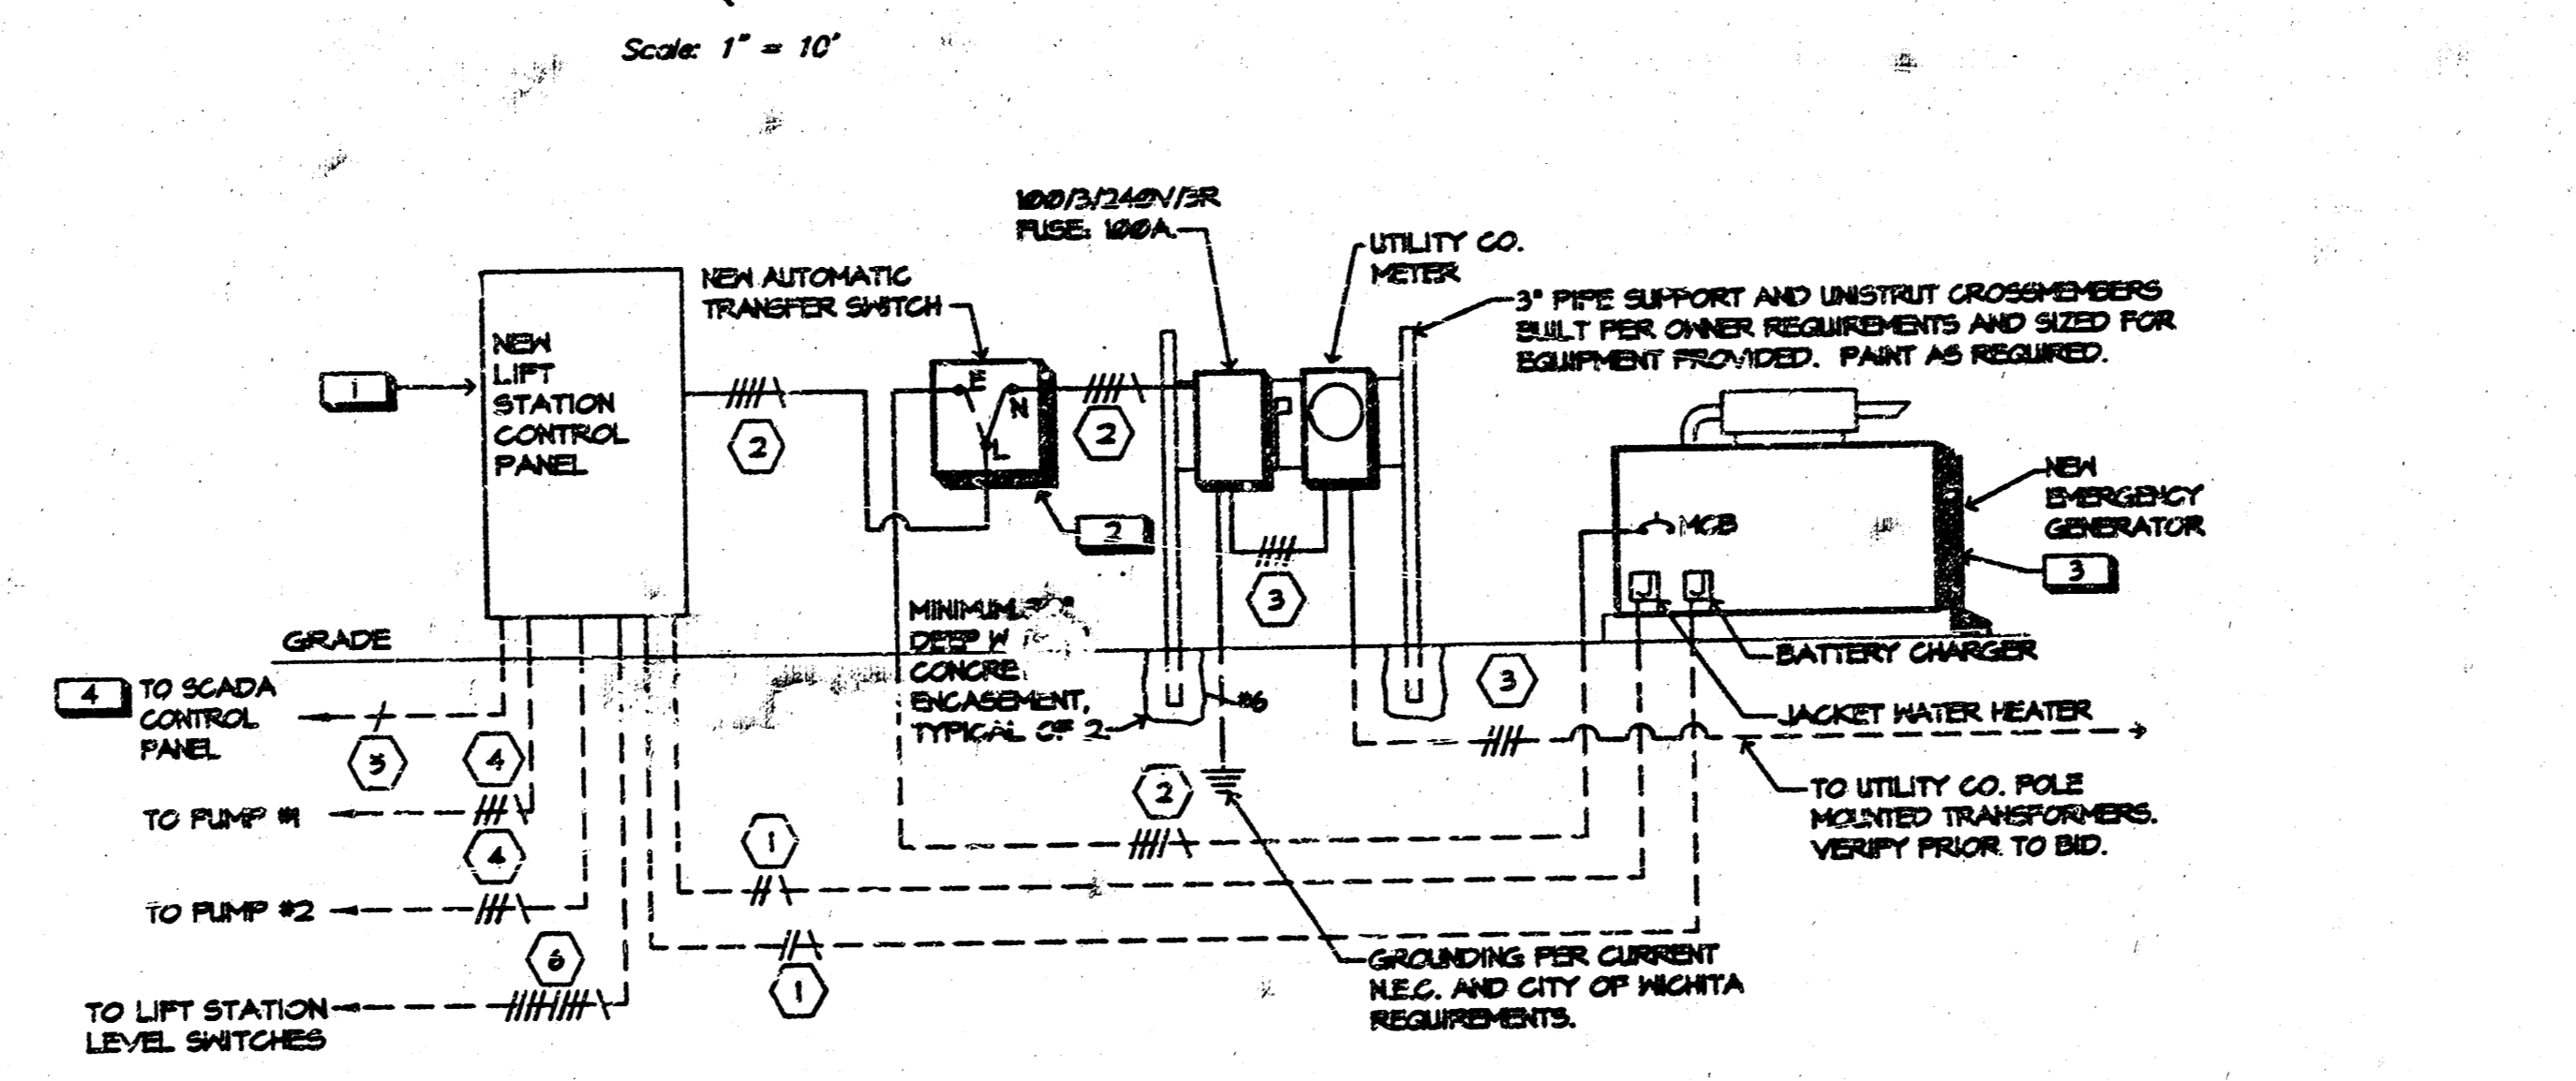 Scale: 1" = 10'
100/3/240V/3R
FUSE: 100A.
UTILITY CO.
METER
NEW AUTOMATIC
TRANSFER SWITCH
3" PIPE SUPPORT AND UNISTRUT CROSSMEMBERS
BUILT PER OWNER REQUIREMENTS AND SIZED FOR
EQUIPMENT PROVIDED. PAINT AS REQUIRED.
1
NEW
LIFT
STATION
CONTROL
PANEL
2
E
N
L
2
2
3
MCB
J
J
NEW
EMERGENCY
GENERATOR
3
GRADE
MINIMUM
DEEP W
CONCRE
ENCASEMENT,
TYPICAL OF 2.
#6
3
BATTERY CHARGER
JACKET WATER HEATER
4
TO SCADA
CONTROL
PANEL
4
TO PUMP #1
4
TO PUMP #2
1
2
TO UTILITY CO. POLE
MOUNTED TRANSFORMERS.
VERIFY PRIOR TO BID.
1
TO LIFT STATION
LEVEL SWITCHES
GROUNDING PER CURRENT
N.E.C. AND CITY OF WICHITA
REQUIREMENTS.